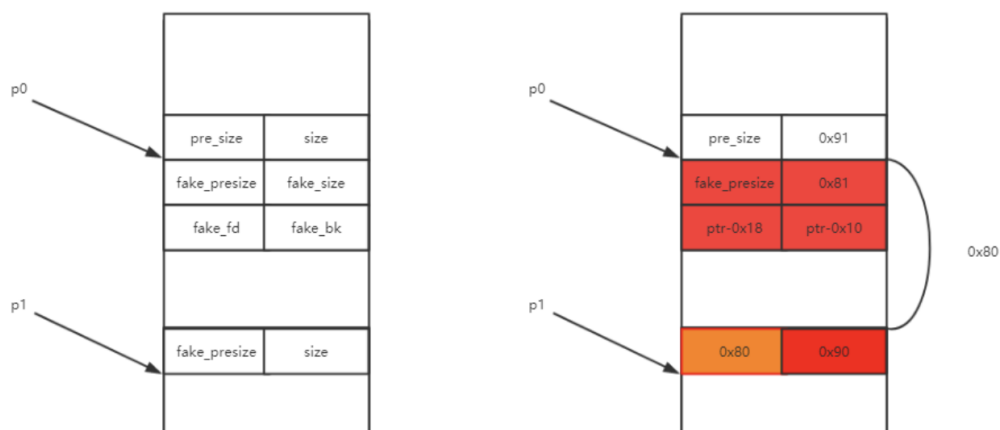 p0
pre_size size
fake_presize fake_size
fake_fd fake_bk
p1
fake_presize size
p0
pre_size 0x91
fake_presize 0x81
ptr-0x18 ptr-0x10
0x80
p1
0x80 0x90